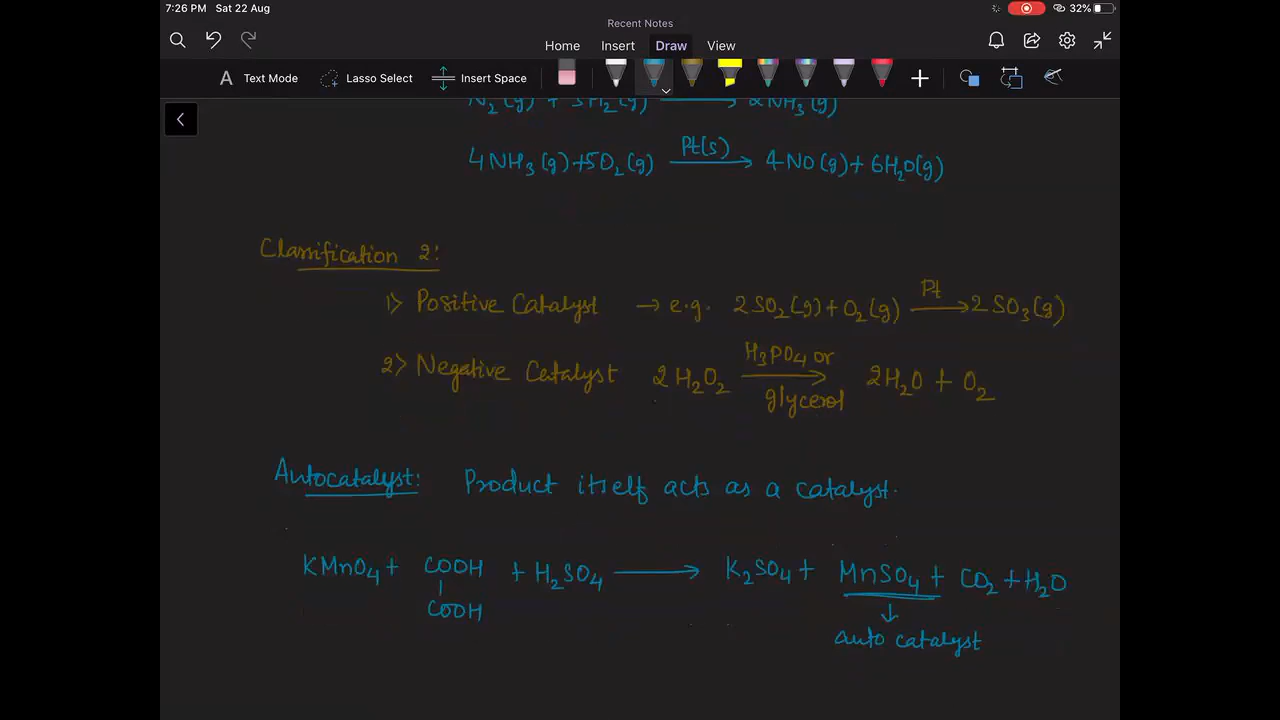 7:26 PM Sat 22 Aug
32%
Recent Notes
Home Insert Draw View
Text Mode Lasso Select Insert Space
N₂(g) + 3H₂(g) ⟶ 2NH₃(g)
4NH₃(g)+5O₂(g) Pt(s) ⟶ 4NO(g)+6H₂O(g)
Classification 2:
1> Positive Catalyst → e.g. 2SO₂(g)+O₂(g) Pt ⟶ 2SO₃(g)
2> Negative Catalyst 2H₂O₂ H₃PO₄ or glycerol ⟶ 2H₂O + O₂
Autocatalyst: Product itself acts as a catalyst.
KMnO₄ + COOH + H₂SO₄ ⟶ K₂SO₄ + MnSO₄ + CO₂ + H₂O
|
COOH ↓
auto catalyst